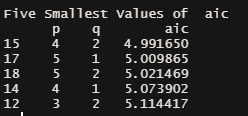 Five Smallest Values of  aic
p q aic
15 4 2 4.991650
17 5 1 5.009865
18 5 2 5.021469
14 4 1 5.073902
12 3 2 5.114417